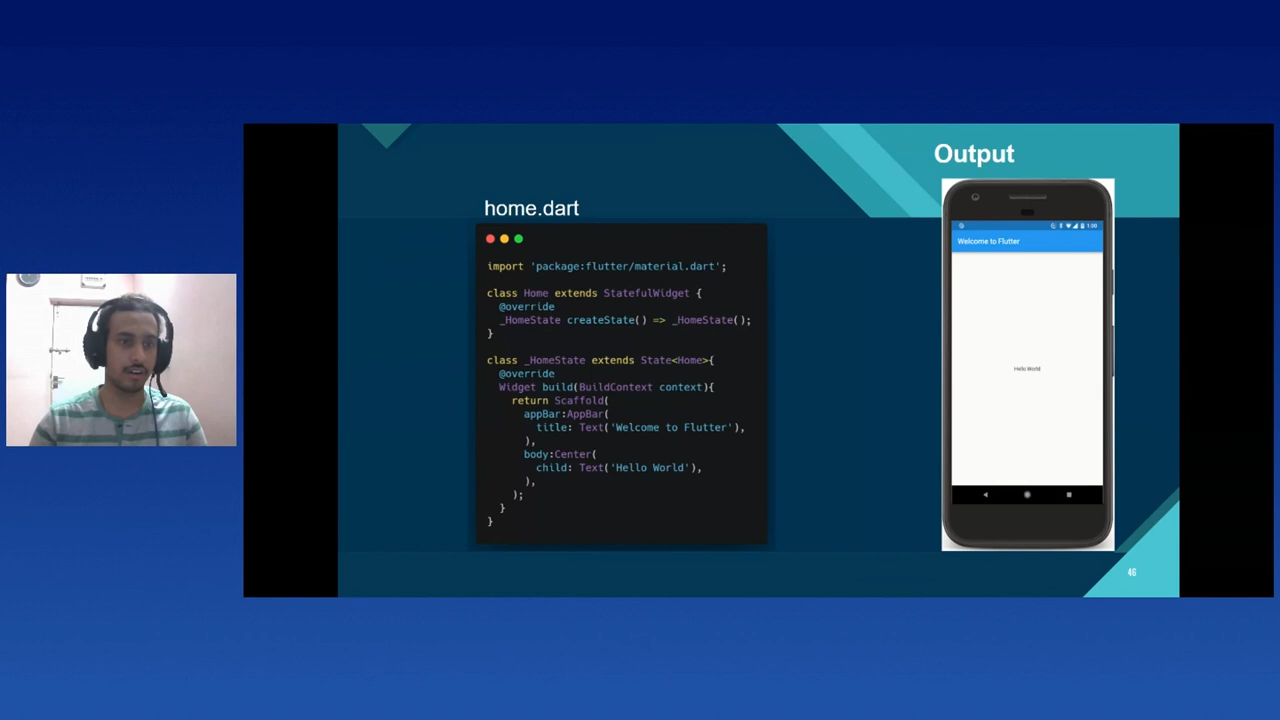 Output
home.dart
import 'package:flutter/material.dart';
class Home extends StatefulWidget {
@override
_HomeState createState() => _HomeState();
}
class _HomeState extends State<Home>{
@override
Widget build(BuildContext context){
return Scaffold(
appBar:AppBar(
title: Text('Welcome to Flutter'),
),
body:Center(
child: Text('Hello World'),
),
);
}
}
1:30
Welcome to Flutter
Hello World
46